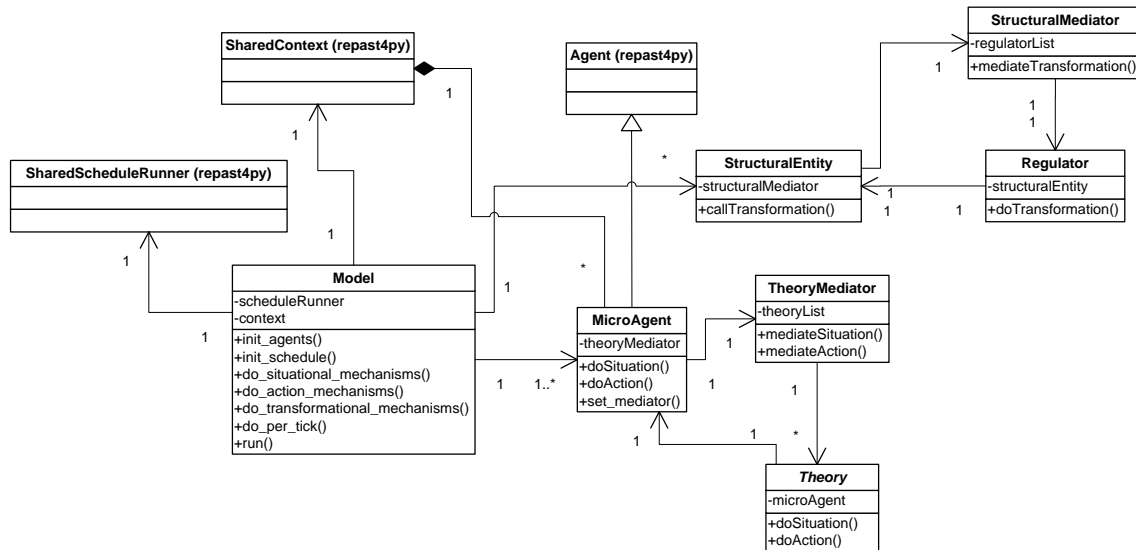 StructuralMediator
-regulatorList
+mediateTransformation()
SharedContext (repast4py)
1
1
Agent (repast4py)
1
1
1
StructuralEntity
-structuralMediator
+callTransformation()
*
Regulator
-structuralEntity
+doTransformation()
1
1
1
SharedScheduleRunner (repast4py)
1
1
1
Model
-scheduleRunner
-context
+init_agents()
+init_schedule()
+do_situational_mechanisms()
+do_action_mechanisms()
+do_transformational_mechanisms()
+do_per_tick()
+run()
1
1
1..*
*
MicroAgent
-theoryMediator
+doSituation()
+doAction()
+set_mediator()
1
1
TheoryMediator
-theoryList
+mediateSituation()
+mediateAction()
1
*
1
1
Theory
-microAgent
+doSituation()
+doAction()